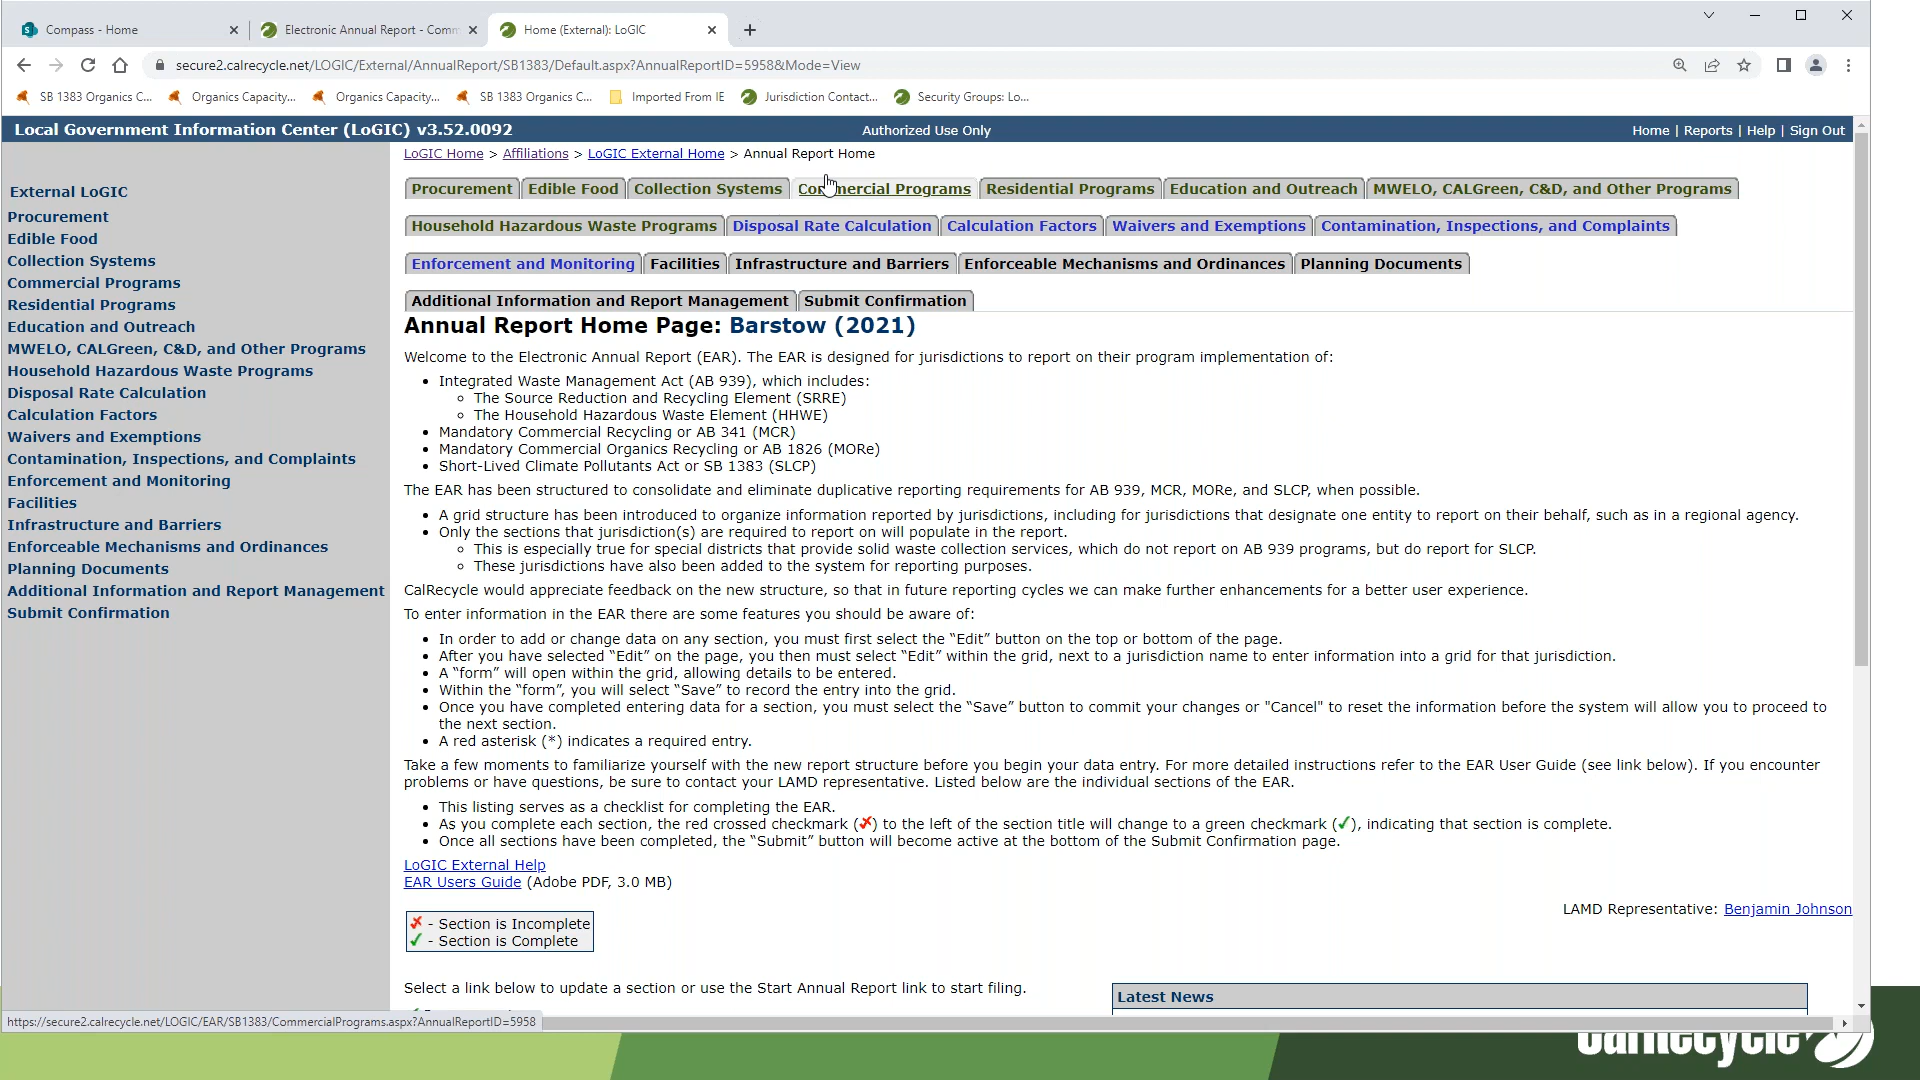 Compass - Home
Electronic Annual Report - Comm
Home (External): LoGIC
secure2.calrecycle.net/LOGIC/External/AnnualReport/SB1383/Default.aspx?AnnualReportID=5958&Mode=View
SB 1383 Organics C... Organics Capacity... Organics Capacity... SB 1383 Organics C... Imported From IE Jurisdiction Contact... Security Groups: Lo...
Local Government Information Center (LoGIC) v3.52.0092 Authorized Use Only Home | Reports | Help | Sign Out
External LoGIC
Procurement
Edible Food
Collection Systems
Commercial Programs
Residential Programs
Education and Outreach
MWELO, CALGreen, C&D, and Other Programs
Household Hazardous Waste Programs
Disposal Rate Calculation
Calculation Factors
Waivers and Exemptions
Contamination, Inspections, and Complaints
Enforcement and Monitoring
Facilities
Infrastructure and Barriers
Enforceable Mechanisms and Ordinances
Planning Documents
Additional Information and Report Management
Submit Confirmation
LoGIC Home > Affiliations > LoGIC External Home > Annual Report Home
Procurement Edible Food Collection Systems Commercial Programs Residential Programs Education and Outreach MWELO, CALGreen, C&D, and Other Programs
Household Hazardous Waste Programs Disposal Rate Calculation Calculation Factors Waivers and Exemptions Contamination, Inspections, and Complaints
Enforcement and Monitoring Facilities Infrastructure and Barriers Enforceable Mechanisms and Ordinances Planning Documents
Additional Information and Report Management Submit Confirmation
Annual Report Home Page: Barstow (2021)
Welcome to the Electronic Annual Report (EAR). The EAR is designed for jurisdictions to report on their program implementation of:
• Integrated Waste Management Act (AB 939), which includes:
◦ The Source Reduction and Recycling Element (SRRE)
◦ The Household Hazardous Waste Element (HHWE)
• Mandatory Commercial Recycling or AB 341 (MCR)
• Mandatory Commercial Organics Recycling or AB 1826 (MORe)
• Short-Lived Climate Pollutants Act or SB 1383 (SLCP)
The EAR has been structured to consolidate and eliminate duplicative reporting requirements for AB 939, MCR, MORe, and SLCP, when possible.
• A grid structure has been introduced to organize information reported by jurisdictions, including for jurisdictions that designate one entity to report on their behalf, such as in a regional agency.
• Only the sections that jurisdiction(s) are required to report on will populate in the report.
◦ This is especially true for special districts that provide solid waste collection services, which do not report on AB 939 programs, but do report for SLCP.
◦ These jurisdictions have also been added to the system for reporting purposes.
CalRecycle would appreciate feedback on the new structure, so that in future reporting cycles we can make further enhancements for a better user experience.
To enter information in the EAR there are some features you should be aware of:
• In order to add or change data on any section, you must first select the “Edit” button on the top or bottom of the page.
• After you have selected “Edit” on the page, you then must select “Edit” within the grid, next to a jurisdiction name to enter information into a grid for that jurisdiction.
• A “form” will open within the grid, allowing details to be entered.
• Within the “form”, you will select “Save” to record the entry into the grid.
• Once you have completed entering data for a section, you must select the “Save” button to commit your changes or "Cancel" to reset the information before the system will allow you to proceed to
the next section.
• A red asterisk (*) indicates a required entry.
Take a few moments to familiarize yourself with the new report structure before you begin your data entry. For more detailed instructions refer to the EAR User Guide (see link below). If you encounter
problems or have questions, be sure to contact your LAMD representative. Listed below are the individual sections of the EAR.
• This listing serves as a checklist for completing the EAR.
• As you complete each section, the red crossed checkmark (✘) to the left of the section title will change to a green checkmark (✓), indicating that section is complete.
• Once all sections have been completed, the “Submit” button will become active at the bottom of the Submit Confirmation page.
LoGIC External Help
EAR Users Guide (Adobe PDF, 3.0 MB)
LAMD Representative: Benjamin Johnson
✘ - Section is Incomplete
✓ - Section is Complete
Select a link below to update a section or use the Start Annual Report link to start filing.
Latest News
https://secure2.calrecycle.net/LOGIC/EAR/SB1383/CommercialPrograms.aspx?AnnualReportID=5958